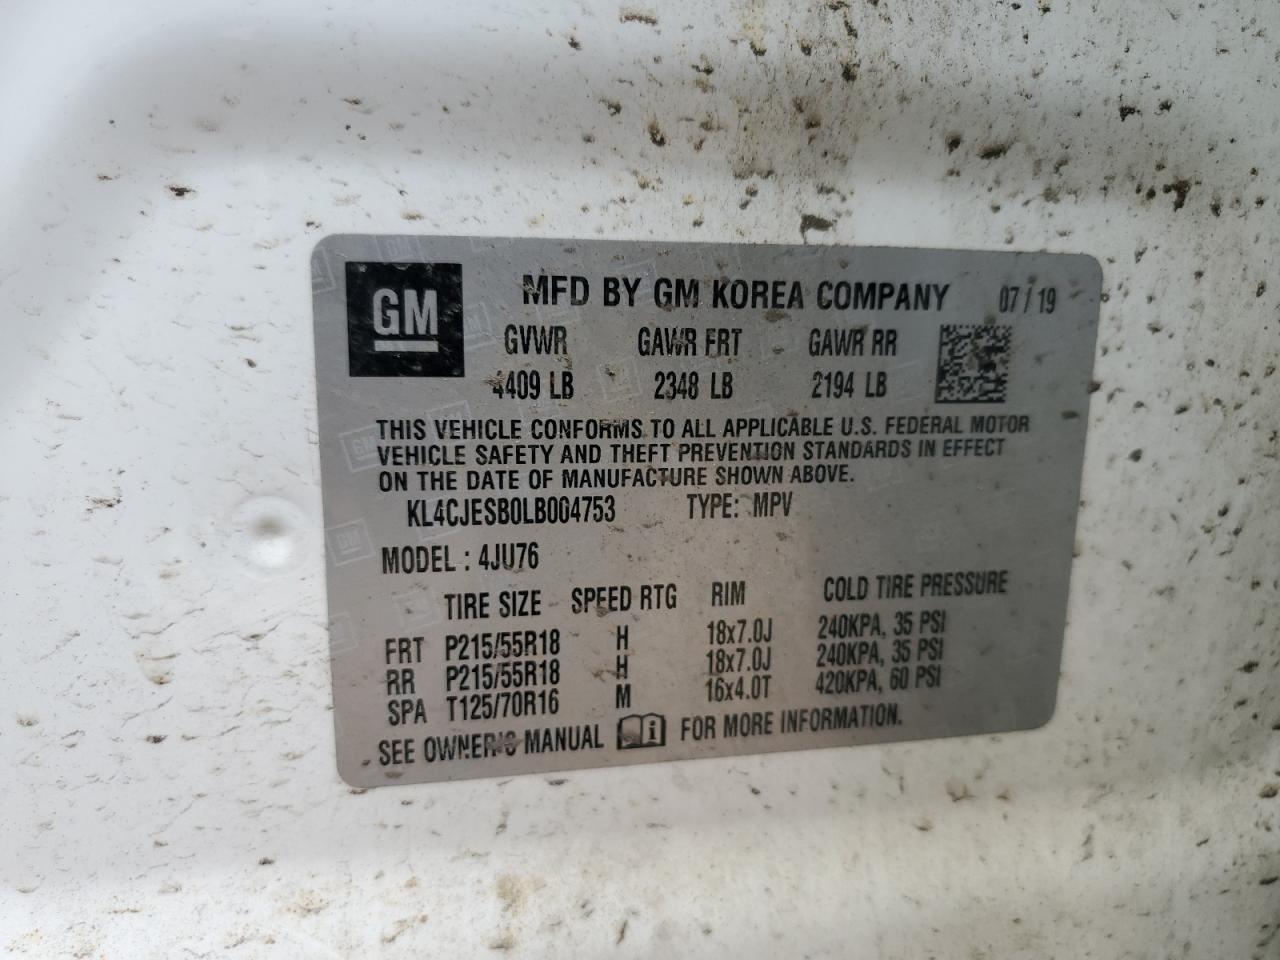 GM MFD BY GM KOREA COMPANY 07/19
GVWR GAWR FRT GAWR RR
4409 LB 2348 LB 2194 LB
THIS VEHICLE CONFORMS TO ALL APPLICABLE U.S. FEDERAL MOTOR
VEHICLE SAFETY AND THEFT PREVENTION STANDARDS IN EFFECT
ON THE DATE OF MANUFACTURE SHOWN ABOVE.
KL4CJESB0LB004753 TYPE: MPV
MODEL : 4JU76
TIRE SIZE SPEED RTG RIM COLD TIRE PRESSURE
FRT P215/55R18 H 18x7.0J 240KPA, 35 PSI
RR P215/55R18 H 18x7.0J 240KPA, 35 PSI
SPA T125/70R16 M 16x4.0T 420KPA, 60 PSI
SEE OWNER'S MANUAL FOR MORE INFORMATION.